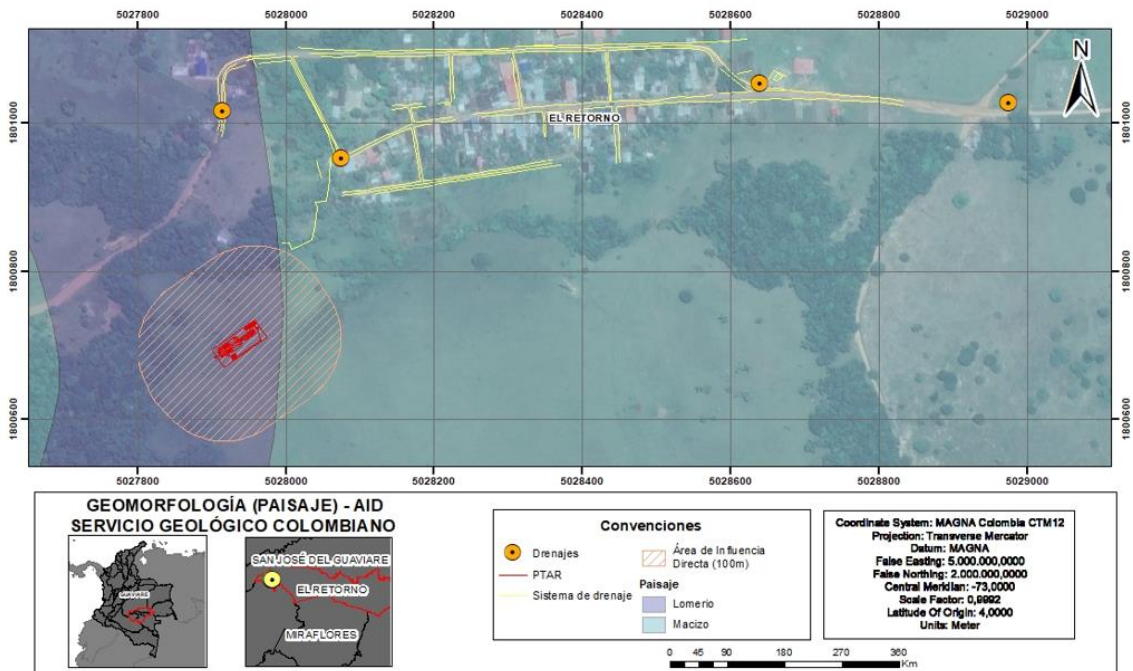 5027800 5028000 5028200 5028400 5028600 5028800 5029000
N
1801000 1801000
EL RETORNO
1800800 1800800
1800600 1800600
5027800 5028000 5028200 5028400 5028600 5028800 5029000
GEOMORFOLOGÍA (PAISAJE) - AID
SERVICIO GEOLÓGICO COLOMBIANO
GUAVIARE
SAN JOSÉ DEL GUAVIARE
EL RETORNO
MIRAFLORES
Convenciones
Drenajes
PTAR
Sistema de drenaje
Área de Influencia
Directa (100m)
Paisaje
Lomerio
Macizo
0 45 90 180 270 360
Km
Coordinate System: MAGNA Colombia CTM12
Projection: Transverse Mercator
Datum: MAGNA
False Easting: 5.000.000,0000
False Northing: 2.000.000,0000
Central Meridian: -73,0000
Scale Factor: 0,9992
Latitude Of Origin: 4,0000
Units: Meter